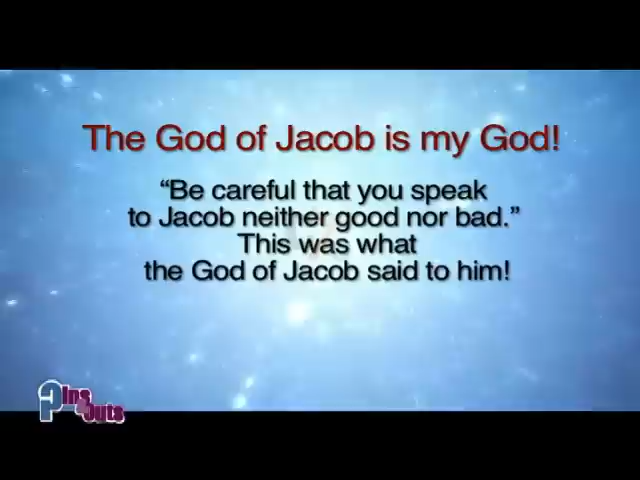 The God of Jacob is my God!
“Be careful that you speak
to Jacob neither good nor bad.”
This was what
the God of Jacob said to him!
Ins
Outs